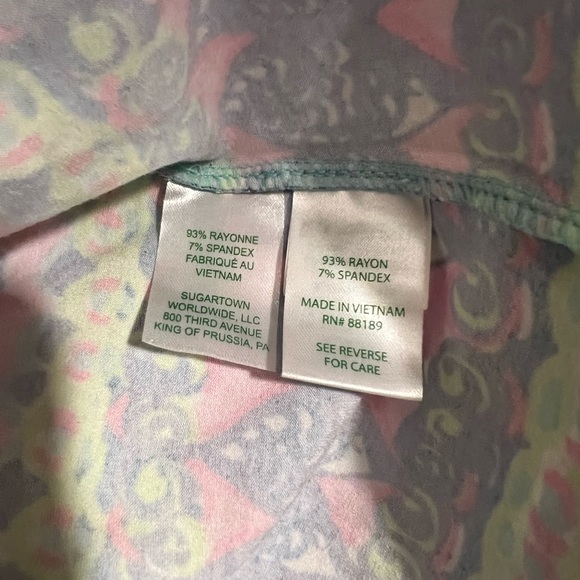 93% RAYONNE
7% SPANDEX
FABRIQUÉ AU
VIETNAM
SUGARTOWN
WORLDWIDE, LLC
800 THIRD AVENUE
KING OF PRUSSIA, PA
93% RAYON
7% SPANDEX
MADE IN VIETNAM
RN# 88189
SEE REVERSE
FOR CARE